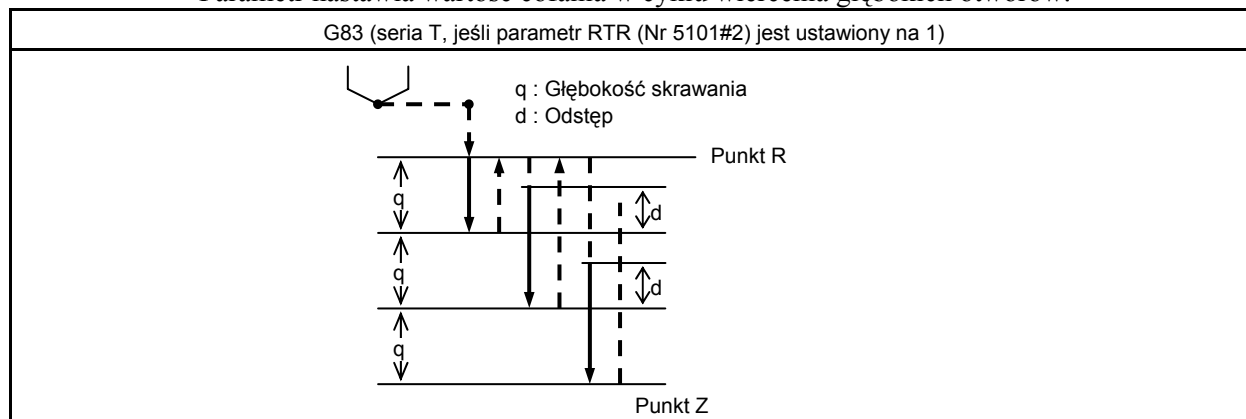 Parametr nastawia wartość cofania w cyklu wiercenia głębokich otworów.
G83 (seria T, jeśli parametr RTR (Nr 5101#2) jest ustawiony na 1)
q : Głębokość skrawania
d : Odstęp
Punkt R
q
d
q
d
q
Punkt Z